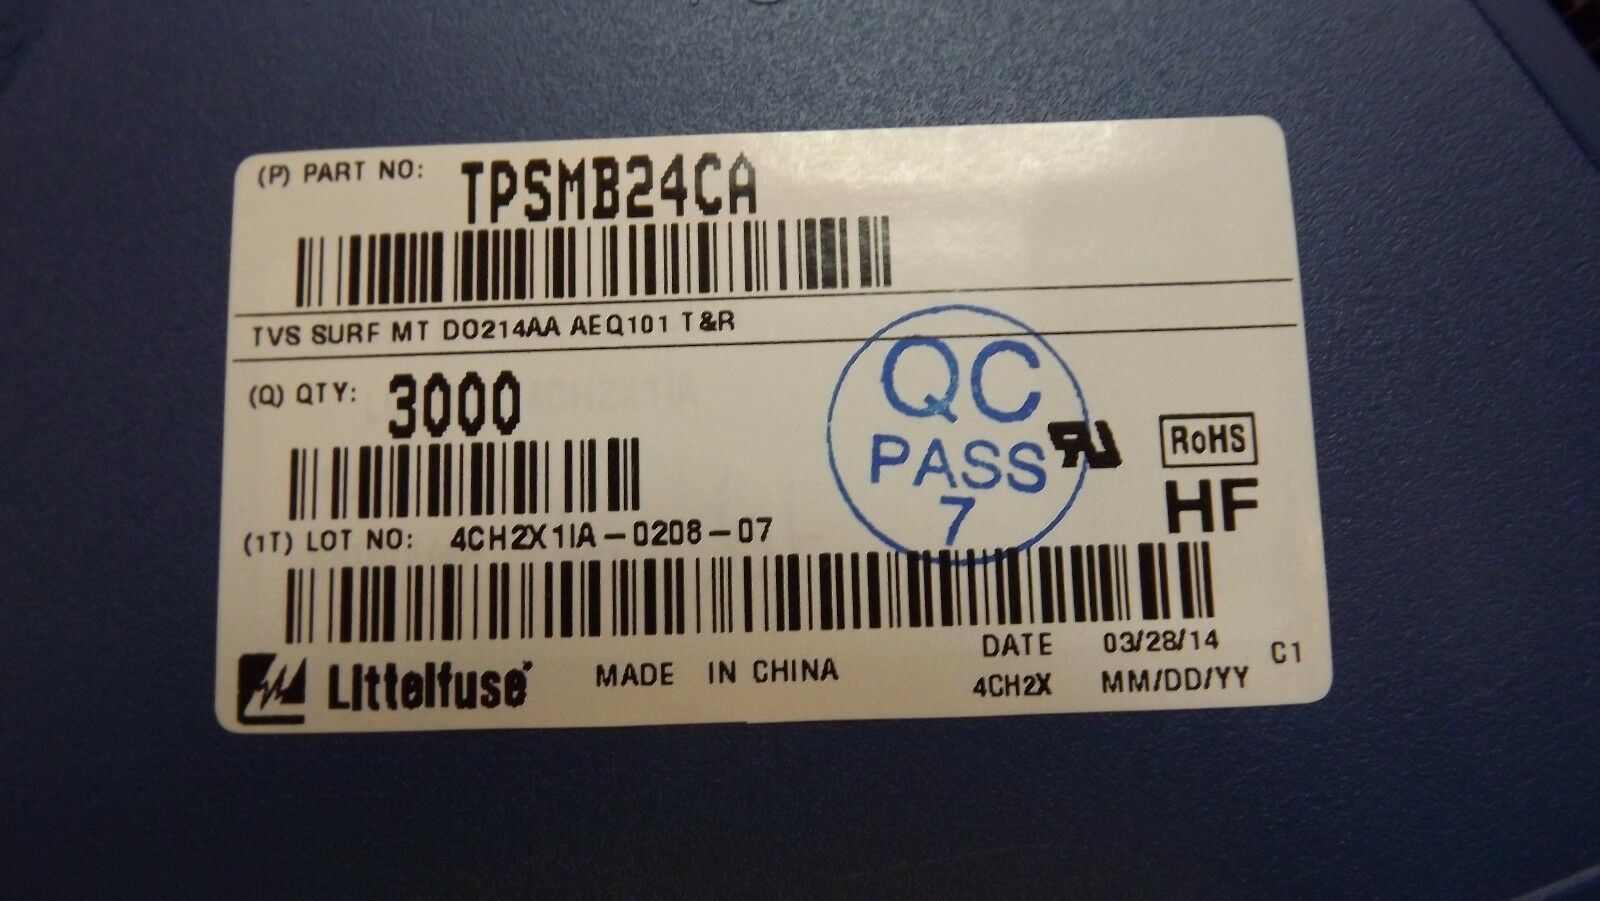 (P) PART NO: TPSMB24CA
TVS SURF MT DO214AA AEQ101 T&R
(Q) QTY: 3000
QC
PASS
7
RU
RoHS
HF
(1T) LOT NO: 4CH2X1IA-0208-07
Littelfuse
MADE IN CHINA
DATE 03/28/14
4CH2X MM/DD/YY
C1